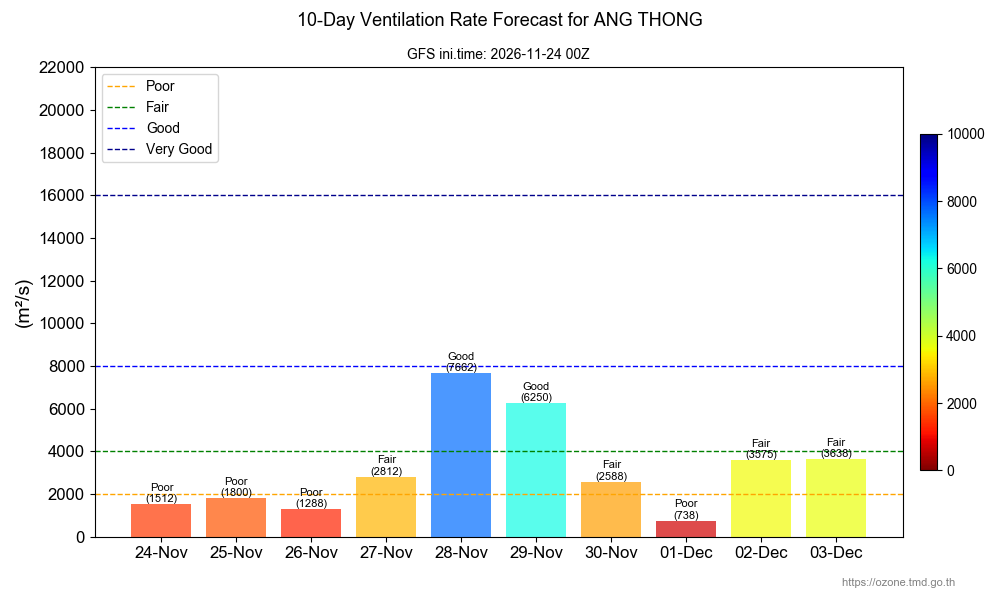 10-Day Ventilation Rate Forecast for ANG THONG
GFS ini.time: 2026-11-24 00Z
22000
20000
18000
16000
14000
12000
10000
8000
6000
4000
2000
0
(m²/s)
Poor
Fair
Good
Very Good
Poor
(1512)
Poor
(1800)
Poor
(1288)
Fair
(2812)
Good
(7662)
Good
(6250)
Fair
(2588)
Poor
(738)
Fair
(3575)
Fair
(3638)
24-Nov
25-Nov
26-Nov
27-Nov
28-Nov
29-Nov
30-Nov
01-Dec
02-Dec
03-Dec
10000
8000
6000
4000
2000
0
https://ozone.tmd.go.th